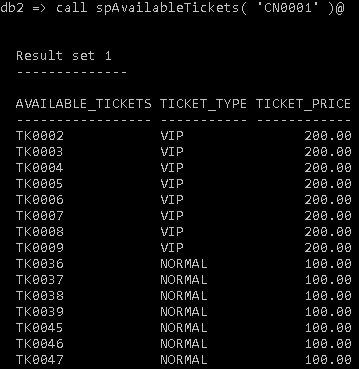 db2 => call spAvailableTickets( 'CN0001' )@
Result set 1
--------------
AVAILABLE_TICKETS TICKET_TYPE TICKET_PRICE
----------------- ----------- ------------
TK0002 VIP 200.00
TK0003 VIP 200.00
TK0004 VIP 200.00
TK0005 VIP 200.00
TK0006 VIP 200.00
TK0007 VIP 200.00
TK0008 VIP 200.00
TK0009 VIP 200.00
TK0036 NORMAL 100.00
TK0037 NORMAL 100.00
TK0038 NORMAL 100.00
TK0039 NORMAL 100.00
TK0045 NORMAL 100.00
TK0046 NORMAL 100.00
TK0047 NORMAL 100.00